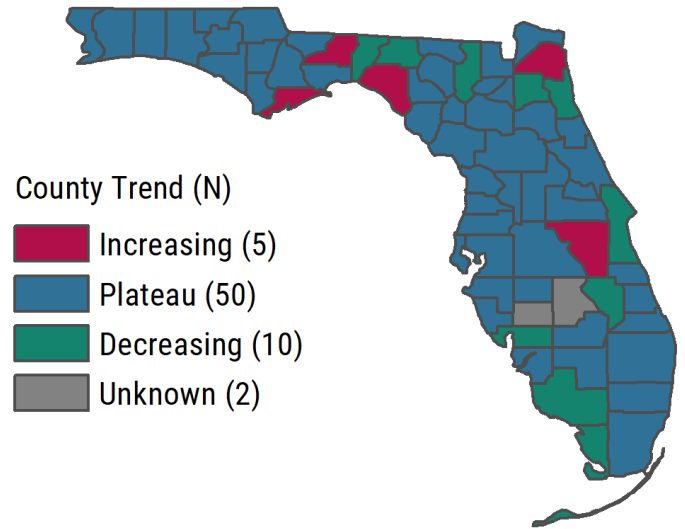 County Trend (N)
Increasing (5)
Plateau (50)
Decreasing (10)
Unknown (2)